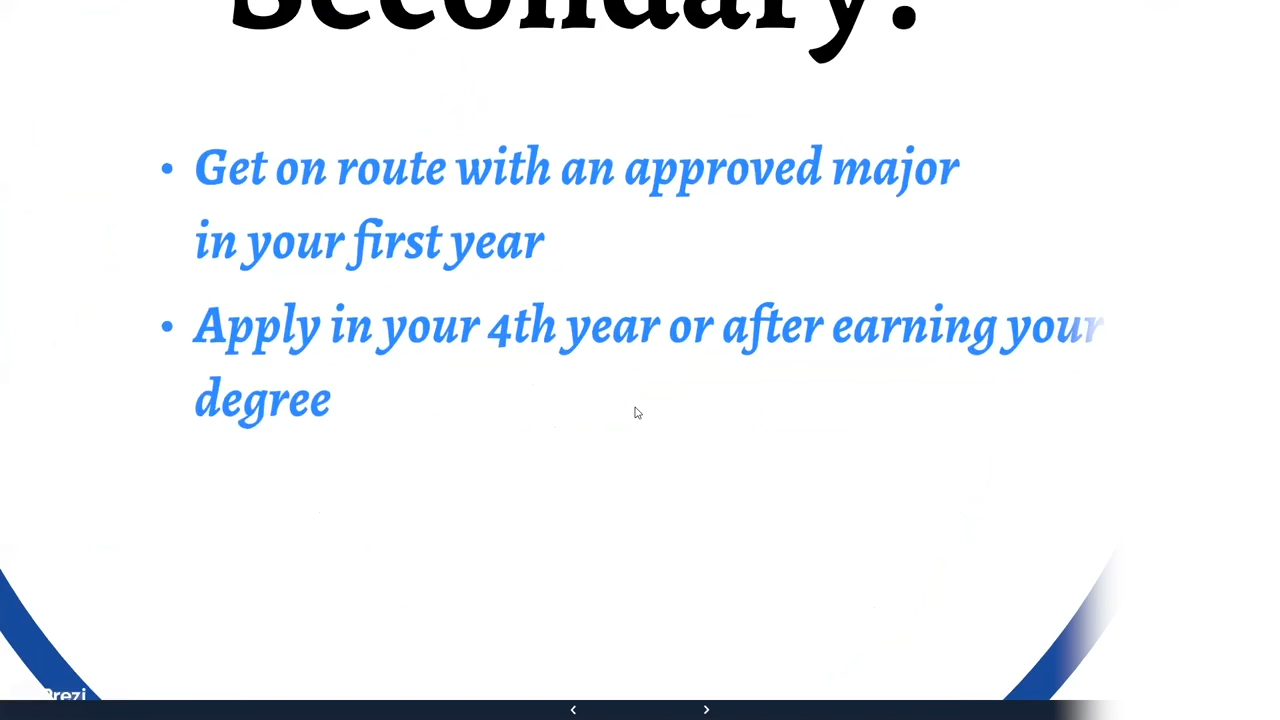 Secondary:
• Get on route with an approved major
in your first year
• Apply in your 4th year or after earning your
degree
Prezi